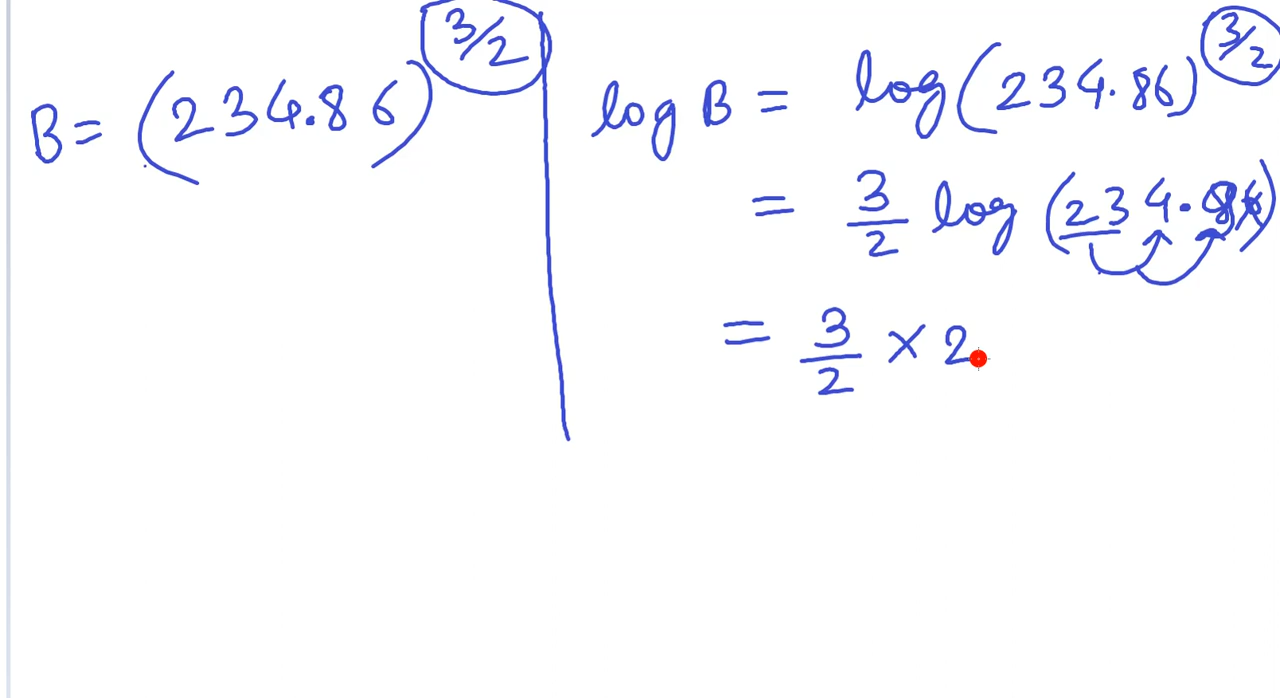 B = (234.86)^3/2
log B = log(234.86)^3/2
= 3/2 log (234.86)
= 3/2 × 2